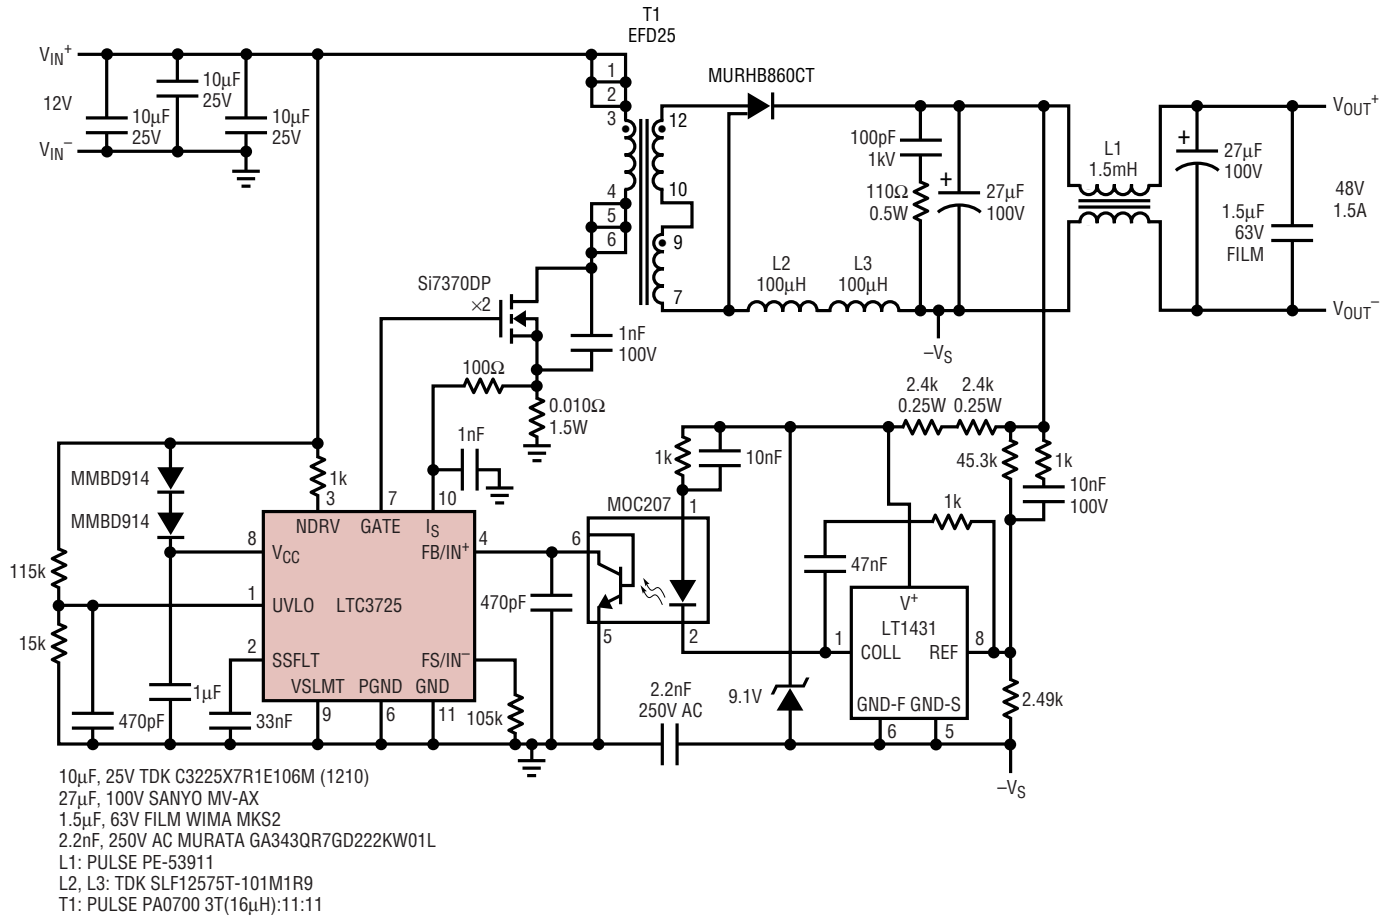 T1
EFD25
VIN+
12V
VIN−
10µF
25V
10µF
25V
10µF
25V
1
2
3
4
5
6
12
10
9
7
MURHB860CT
100pF
1kV
110Ω
0.5W
+
27µF
100V
L1
1.5mH
+
27µF
100V
1.5µF
63V
FILM
VOUT+
48V
1.5A
VOUT−
L2
100µH
L3
100µH
−VS
Si7370DP
×2
1nF
100V
100Ω
0.010Ω
1.5W
1nF
MMBD914
MMBD914
1k
3
7
10
NDRV
GATE
IS
8
VCC
FB/IN+
4
115k
1
UVLO
LTC3725
15k
2
SSFLT
FS/IN−
VSLMT
PGND
GND
9
6
11
470pF
1µF
33nF
105k
470pF
MOC207
6
5
1
2
1k
10nF
2.4k
0.25W
2.4k
0.25W
45.3k
1k
10nF
100V
1k
47nF
V+
LT1431
1
COLL
REF
8
GND-F
GND-S
6
5
2.49k
9.1V
2.2nF
250V AC
−VS
10µF, 25V TDK C3225X7R1E106M (1210)
27µF, 100V SANYO MV-AX
1.5µF, 63V FILM WIMA MKS2
2.2nF, 250V AC MURATA GA343QR7GD222KW01L
L1: PULSE PE-53911
L2, L3: TDK SLF12575T-101M1R9
T1: PULSE PA0700 3T(16µH):11:11